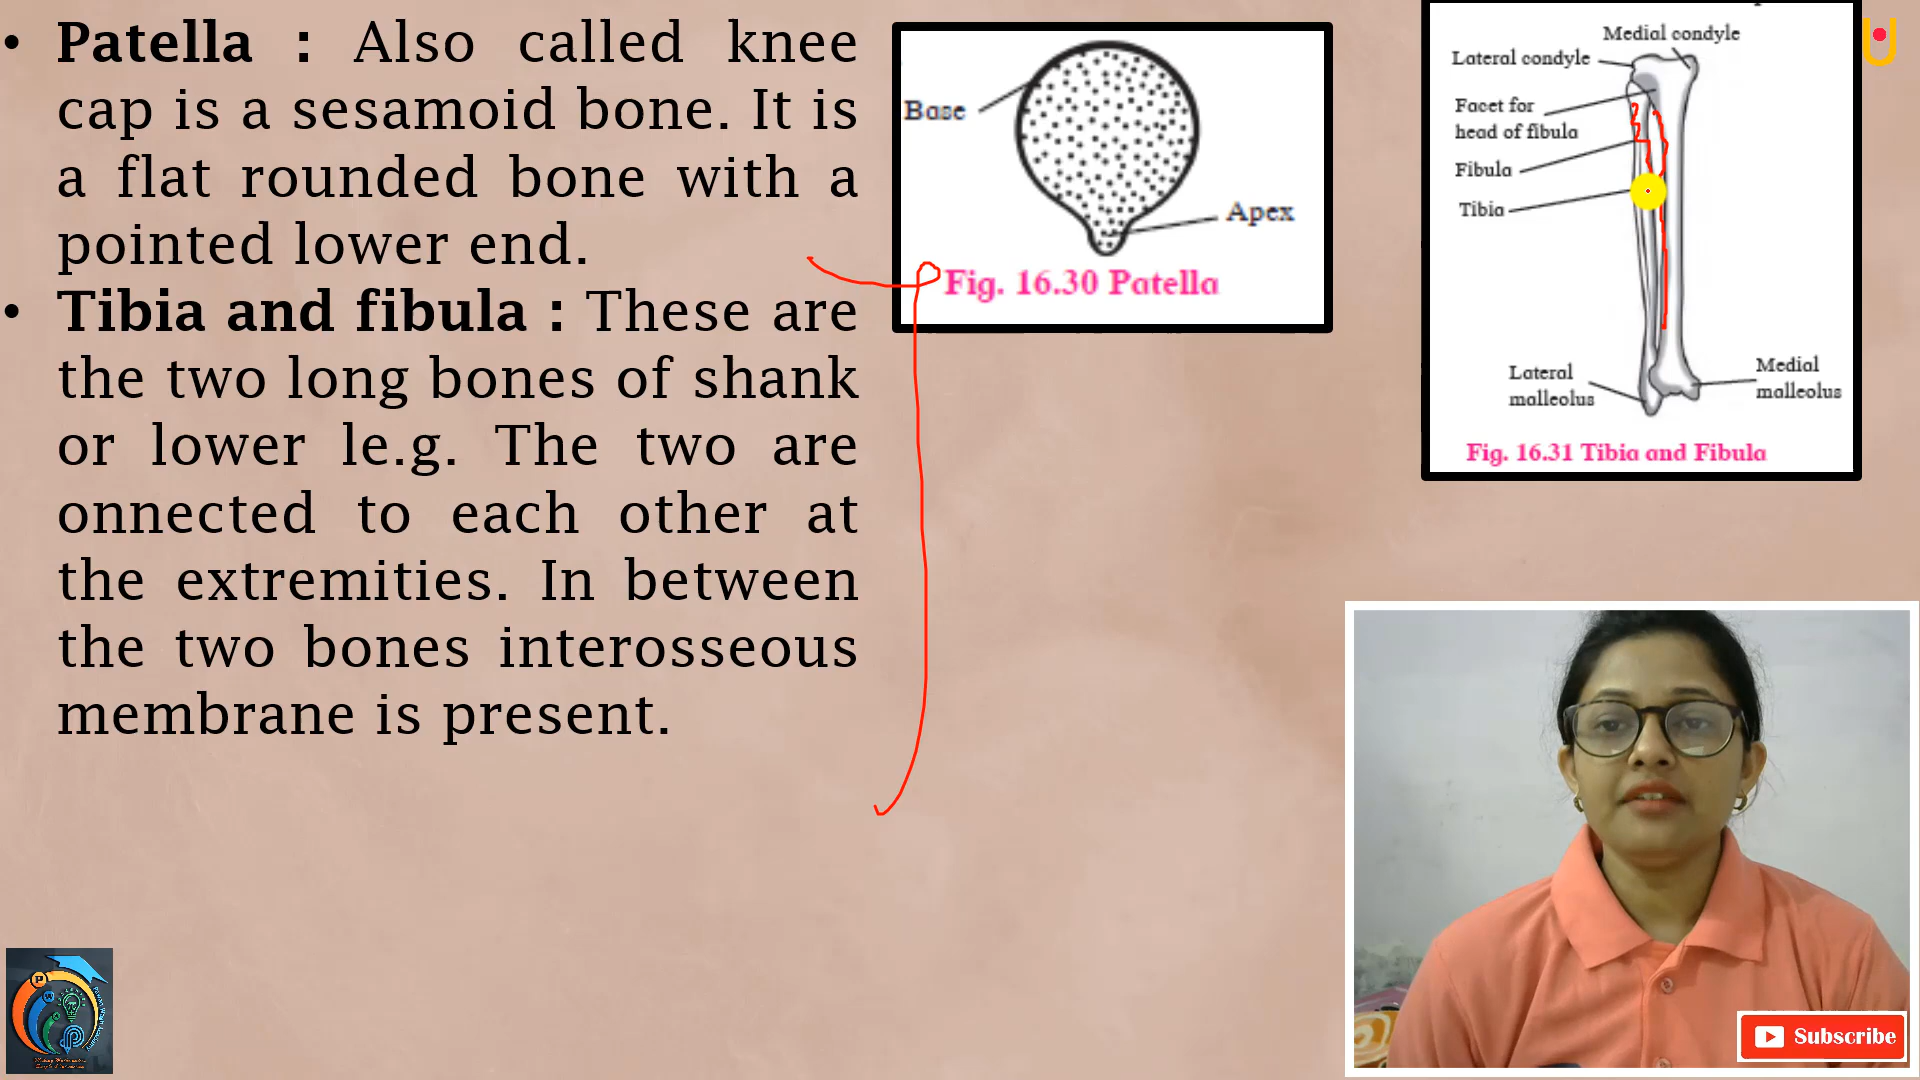 • Patella : Also called knee
cap is a sesamoid bone. It is
a flat rounded bone with a
pointed lower end.
• Tibia and fibula : These are
the two long bones of shank
or lower le.g. The two are
onnected to each other at
the extremities. In between
the two bones interosseous
membrane is present.
Base
Apex
Fig. 16.30 Patella
Medial condyle
Lateral condyle
Facet for
head of fibula
Fibula
Tibia
Lateral
malleolus
Medial
malleolus
Fig. 16.31 Tibia and Fibula
Subscribe